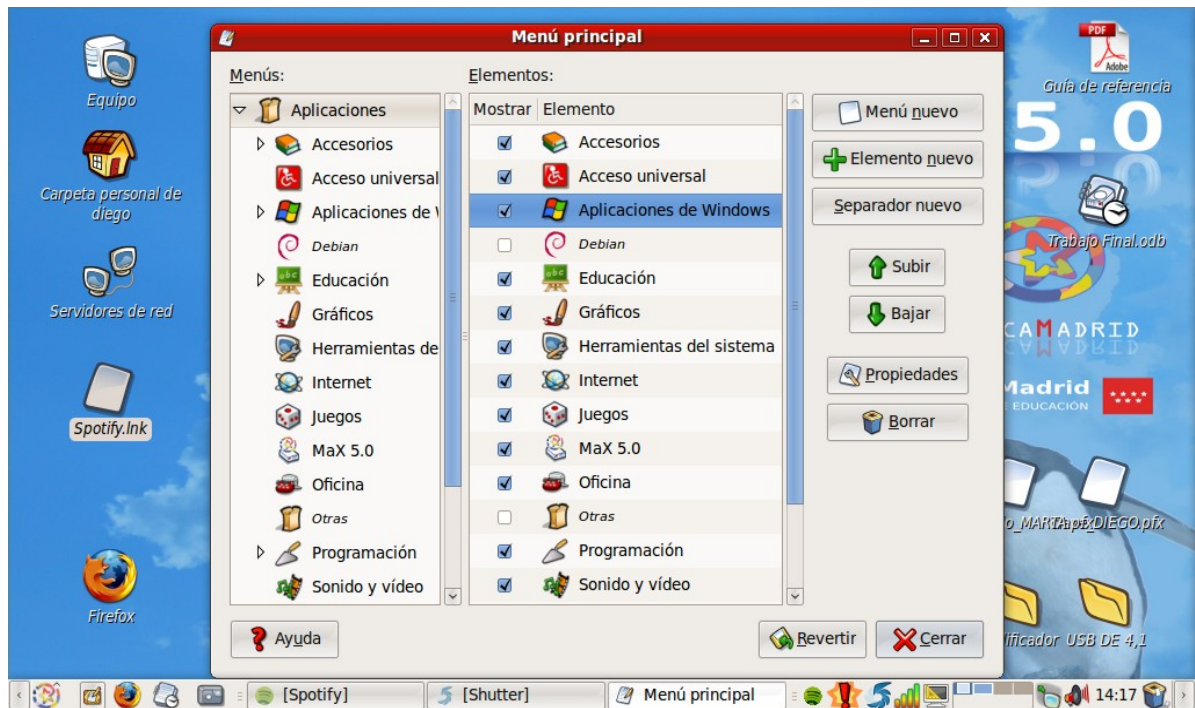 Menú principal
Menús:
Elementos:
Aplicaciones
Accesorios
Acceso universal
Aplicaciones de
Debian
Educación
Gráficos
Herramientas de
Internet
Juegos
MaX 5.0
Oficina
Otras
Programación
Sonido y vídeo
Mostrar Elemento
Accesorios
Acceso universal
Aplicaciones de Windows
Debian
Educación
Gráficos
Herramientas del sistema
Internet
Juegos
MaX 5.0
Oficina
Otras
Programación
Sonido y vídeo
Menú nuevo
Elemento nuevo
Separador nuevo
Subir
Bajar
Propiedades
Borrar
Ayuda
Revertir
Cerrar
Equipo
Carpeta personal de
diego
Servidores de red
Spotify.lnk
Firefox
PDF
Adobe
Guía de referencia
5.0
Trabajo Final.odb
CAMADRID
Madrid
EDUCACIÓN
DIEGO.pfx
ificador
USB DE 4,1
[Spotify]
[Shutter]
Menú principal
14:17